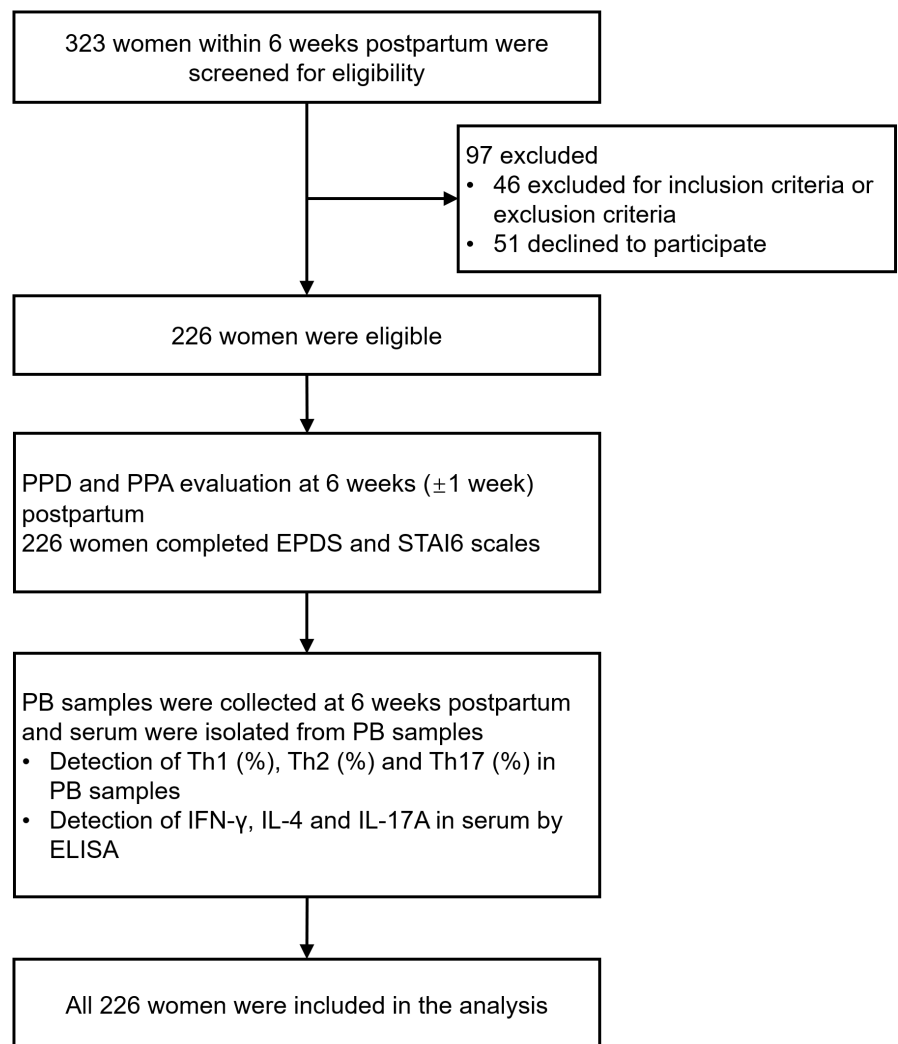 323 women within 6 weeks postpartum were
screened for eligibility
97 excluded
• 46 excluded for inclusion criteria or
exclusion criteria
• 51 declined to participate
226 women were eligible
PPD and PPA evaluation at 6 weeks (±1 week)
postpartum
226 women completed EPDS and STAI6 scales
PB samples were collected at 6 weeks postpartum
and serum were isolated from PB samples
• Detection of Th1 (%), Th2 (%) and Th17 (%) in
PB samples
• Detection of IFN-γ, IL-4 and IL-17A in serum by
ELISA
All 226 women were included in the analysis